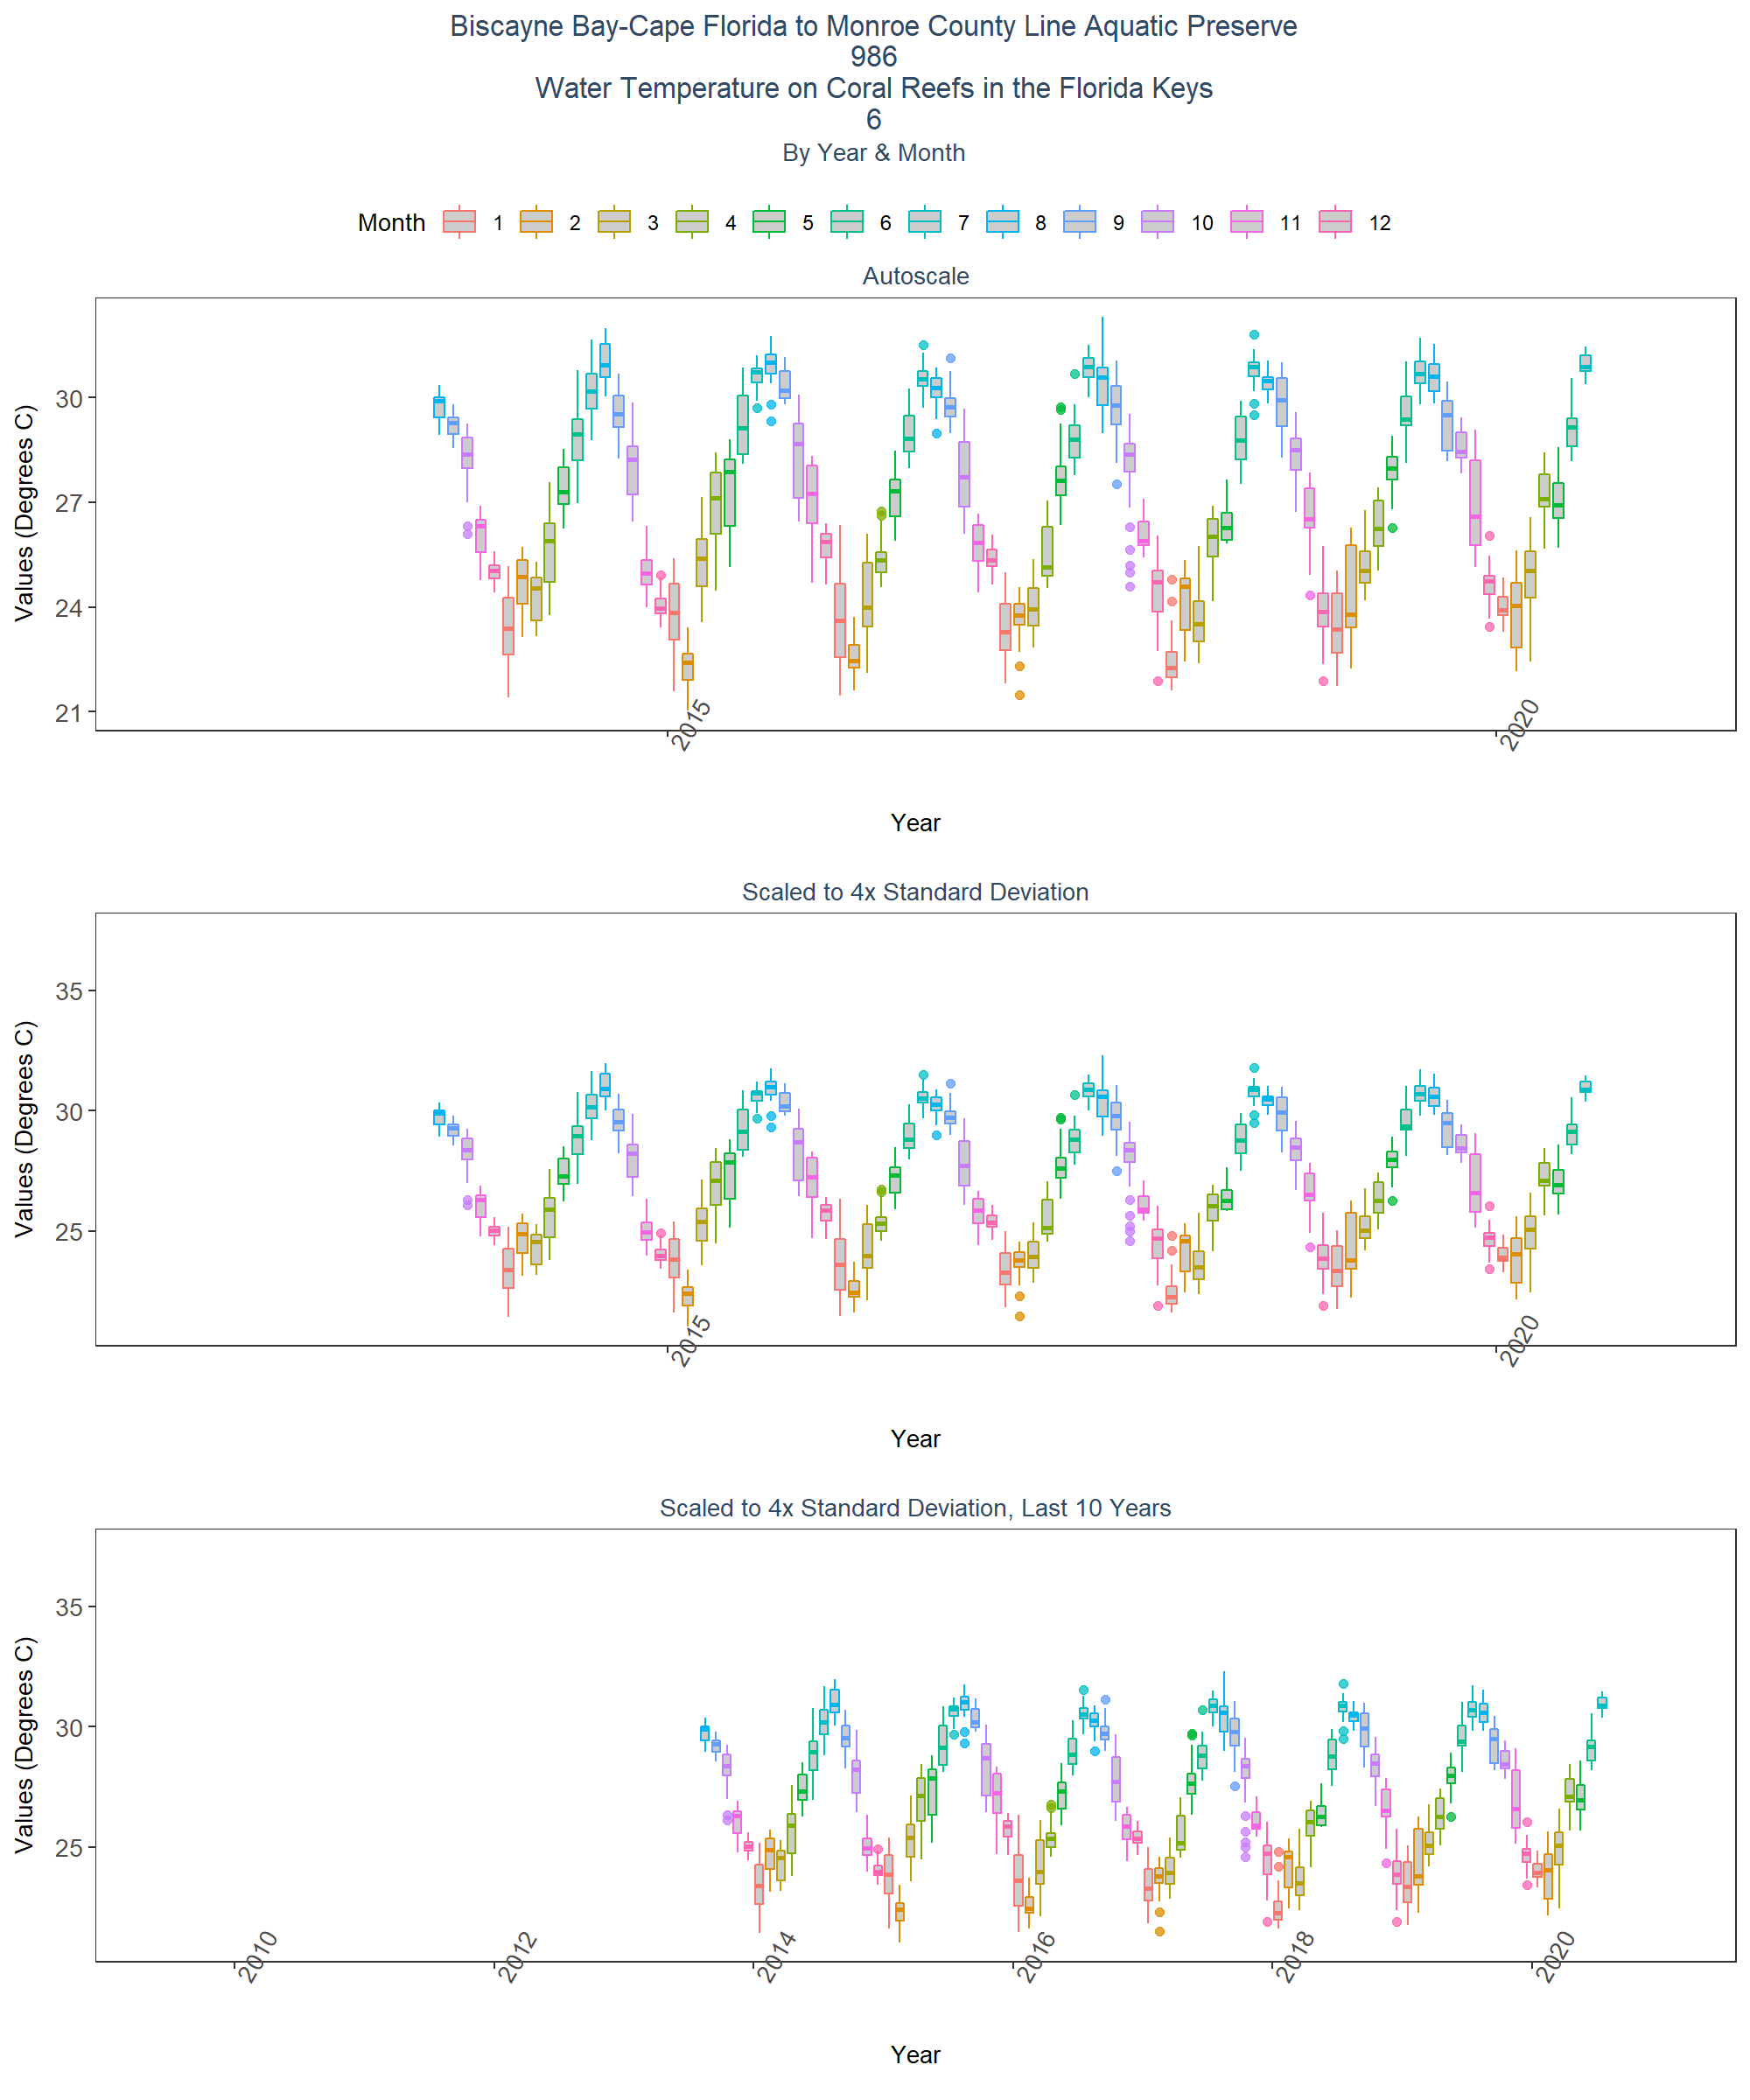 Biscayne Bay-Cape Florida to Monroe County Line Aquatic Preserve
986
Water Temperature on Coral Reefs in the Florida Keys
6
By Year & Month
Month 1 2 3 4 5 6 7 8 9 10 11 12
Autoscale
Values (Degrees C)
30
27
24
21
2015 2020
Year
Scaled to 4x Standard Deviation
Values (Degrees C)
35
30
25
2015 2020
Year
Scaled to 4x Standard Deviation, Last 10 Years
Values (Degrees C)
35
30
25
2010 2012 2014 2016 2018 2020
Year